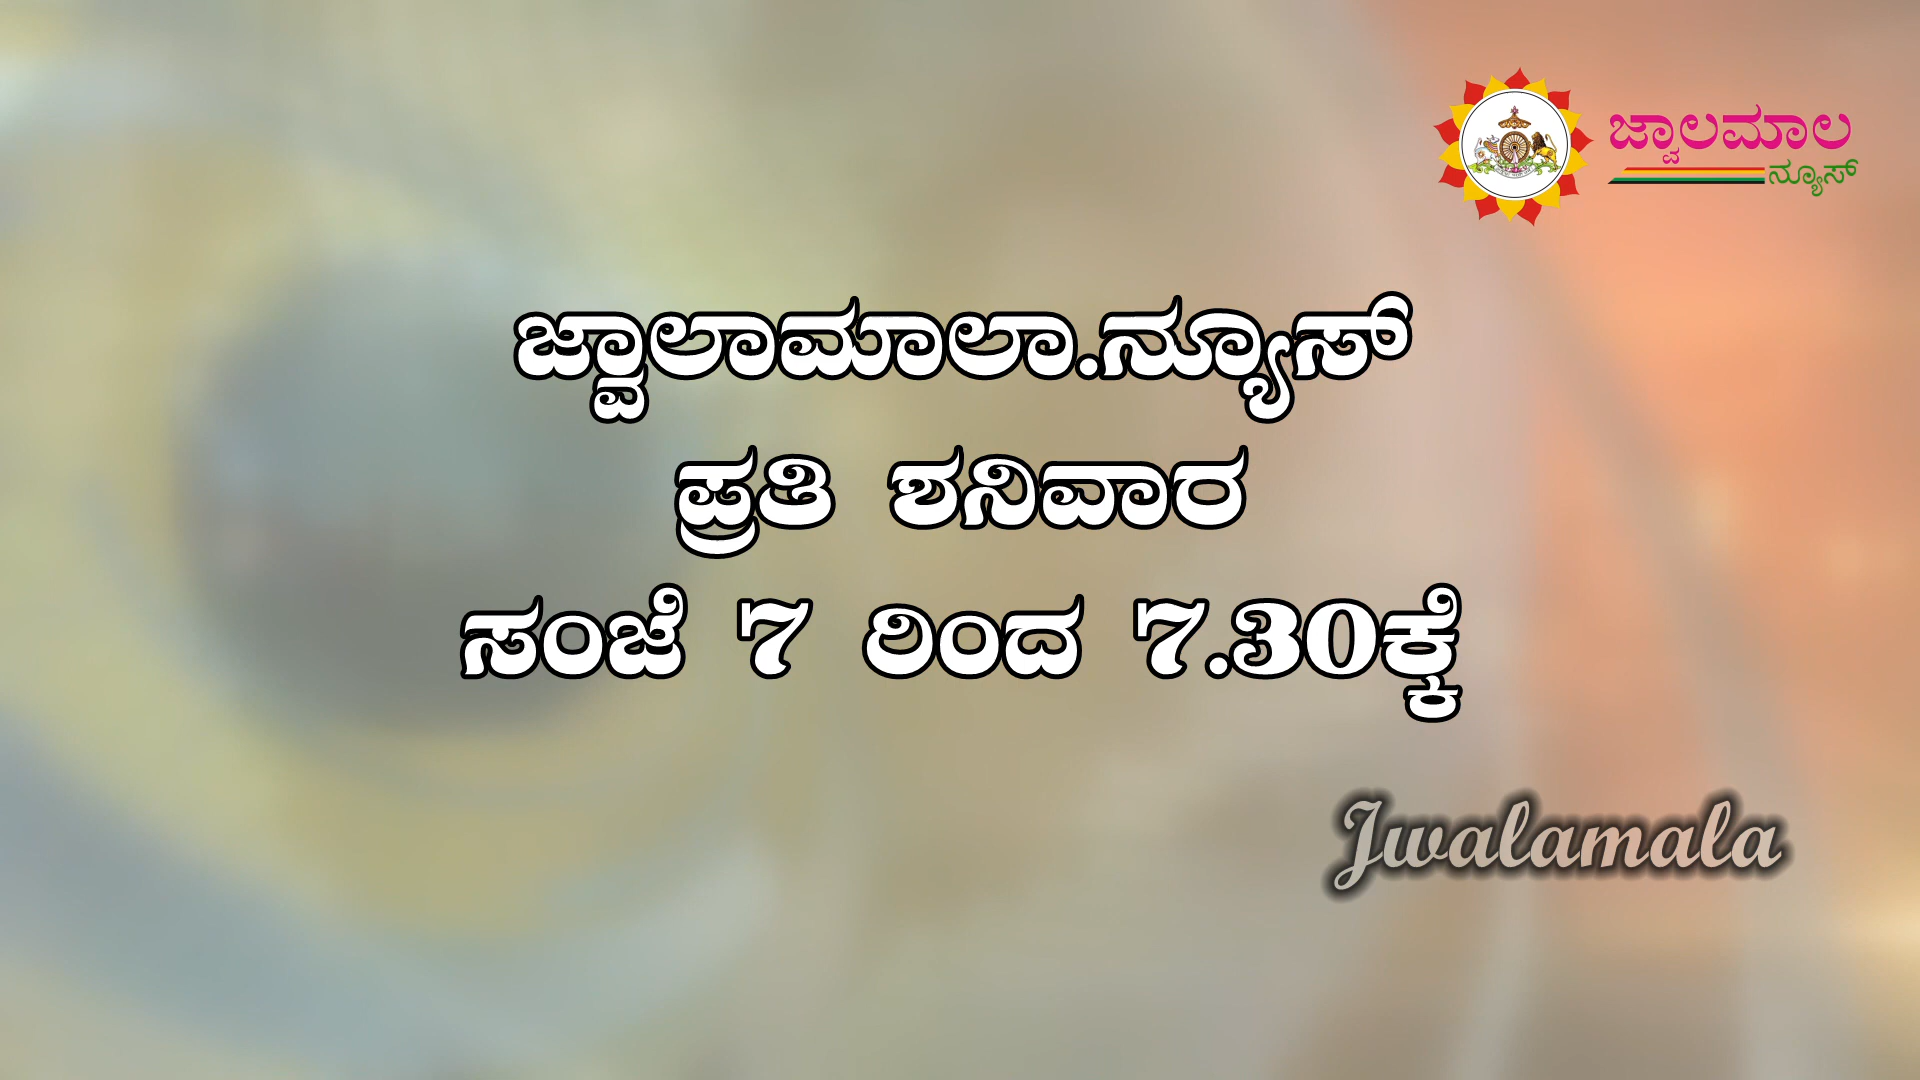 ಜ್ವಾಲಮಾಲ
ನ್ಯೂಸ್
ಜ್ವಾಲಾಮಾಲಾ.ನ್ಯೂಸ್
ಪ್ರತಿ ಶನಿವಾರ
ಸಂಜೆ 7 ರಿಂದ 7.30ಕ್ಕೆ
Jwalamala